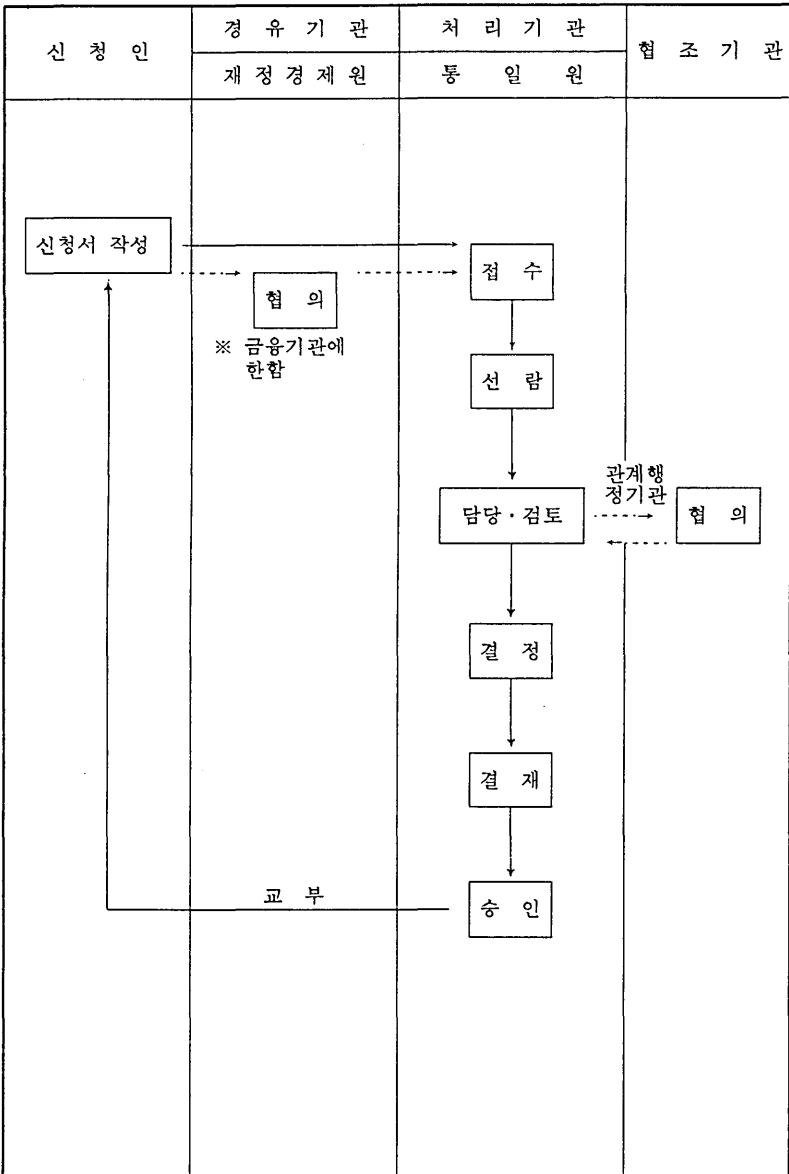 신 청 인
경 유 기 관
처 리 기 관
협 조 기 관
재 정 경 제 원
통 일 원
신청서 작성
접 수
협 의
※ 금융기관에
한함
선 람
관계행
정기관
담당 · 검토
협 의
결 정
결 재
교 부
승 인